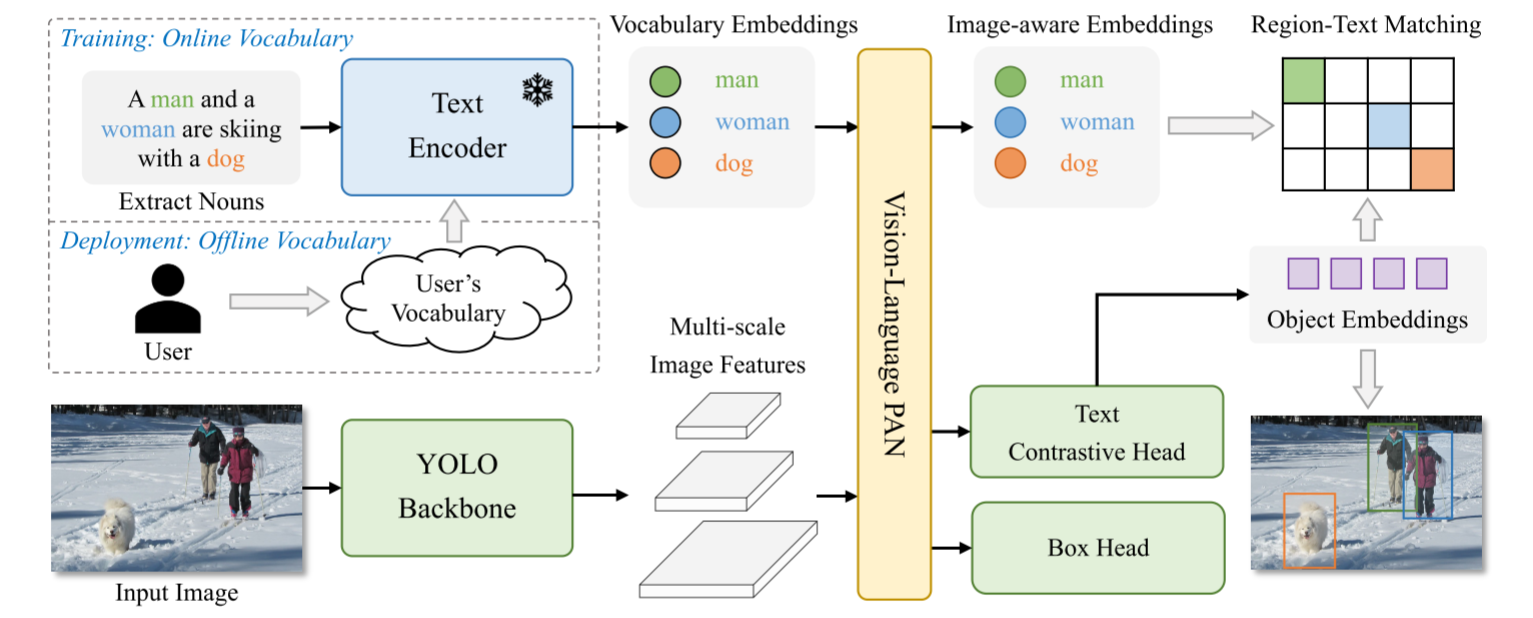 Training: Online Vocabulary
A man and a
woman are skiing
with a dog
Extract Nouns
Text
Encoder
Deployment: Offline Vocabulary
User
User’s
Vocabulary
Vocabulary Embeddings
man
woman
dog
Vision-Language PAN
Image-aware Embeddings
man
woman
dog
Region-Text Matching
Input Image
YOLO
Backbone
Multi-scale
Image Features
Text
Contrastive Head
Box Head
Object Embeddings